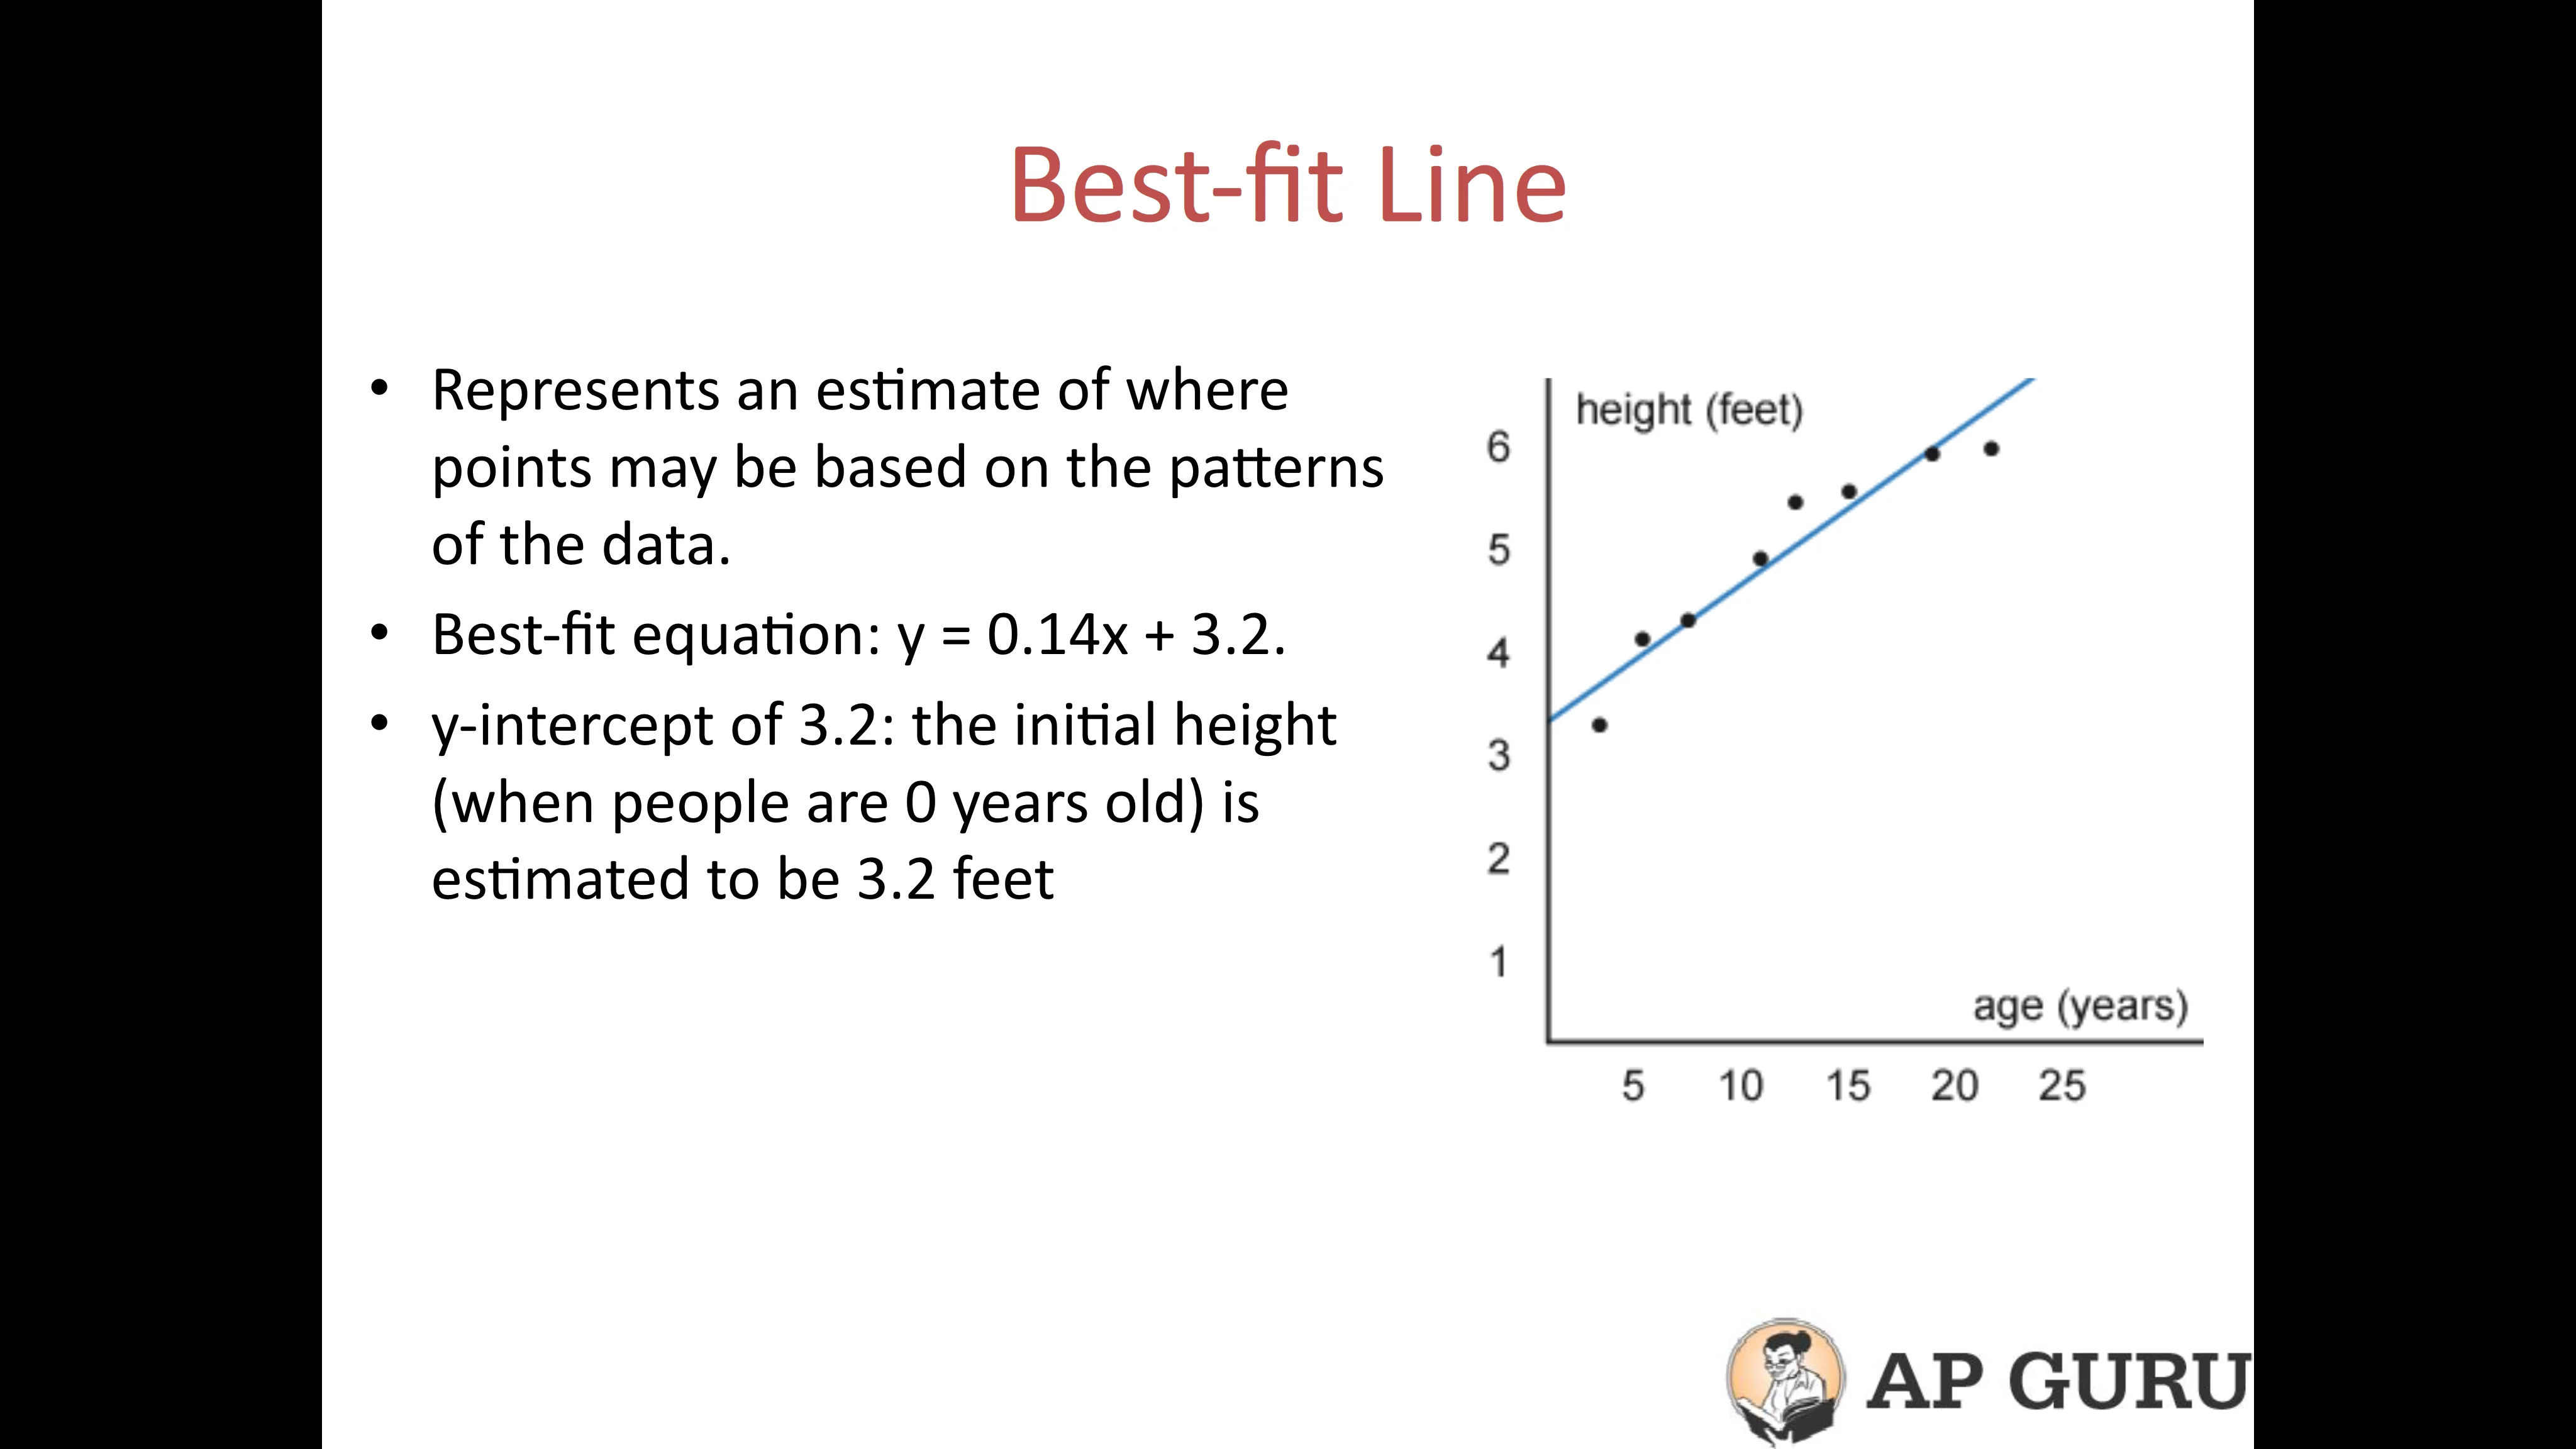 Best-fit Line
• Represents an estimate of where
points may be based on the patterns
of the data.
• Best-fit equation: y = 0.14x + 3.2.
• y-intercept of 3.2: the initial height
(when people are 0 years old) is
estimated to be 3.2 feet
height (feet)
6
5
4
3
2
1
age (years)
5 10 15 20 25
AP GURU